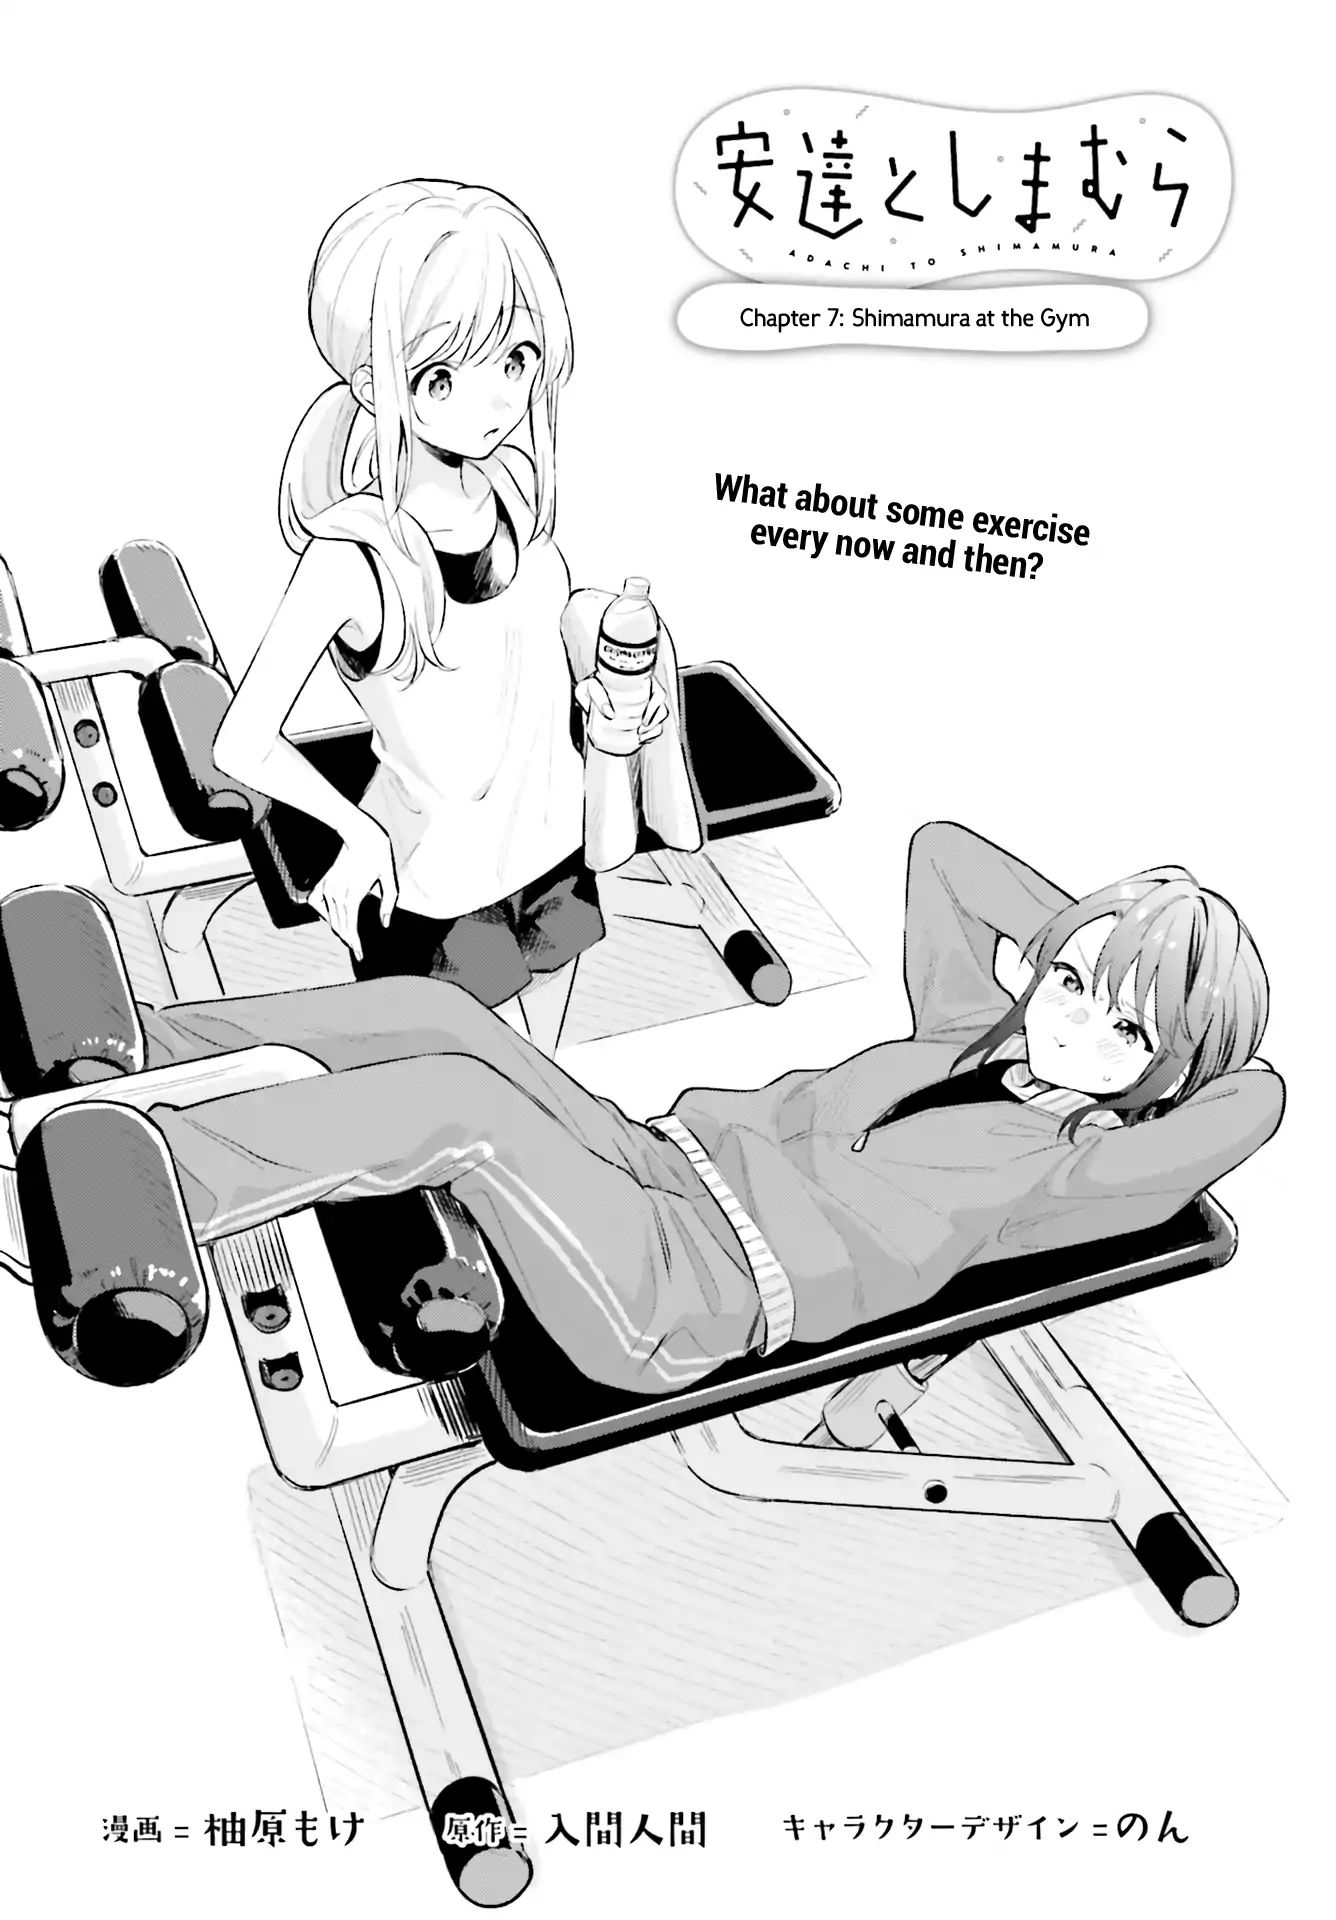 安達としまむら
ADACHI TO SHIMAMURA
Chapter 7: Shimamura at the Gym
What about some exercise
every now and then?
漫画=柚原もけ 原作=入間人間 キャラクターデザイン=のん